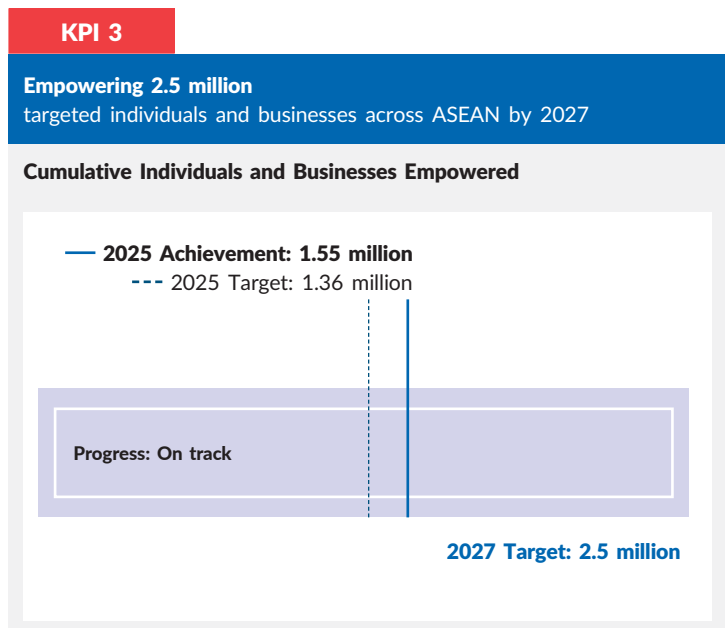 KPI 3
Empowering 2.5 million
targeted individuals and businesses across ASEAN by 2027
Cumulative Individuals and Businesses Empowered
2025 Achievement: 1.55 million
2025 Target: 1.36 million
Progress: On track
2027 Target: 2.5 million